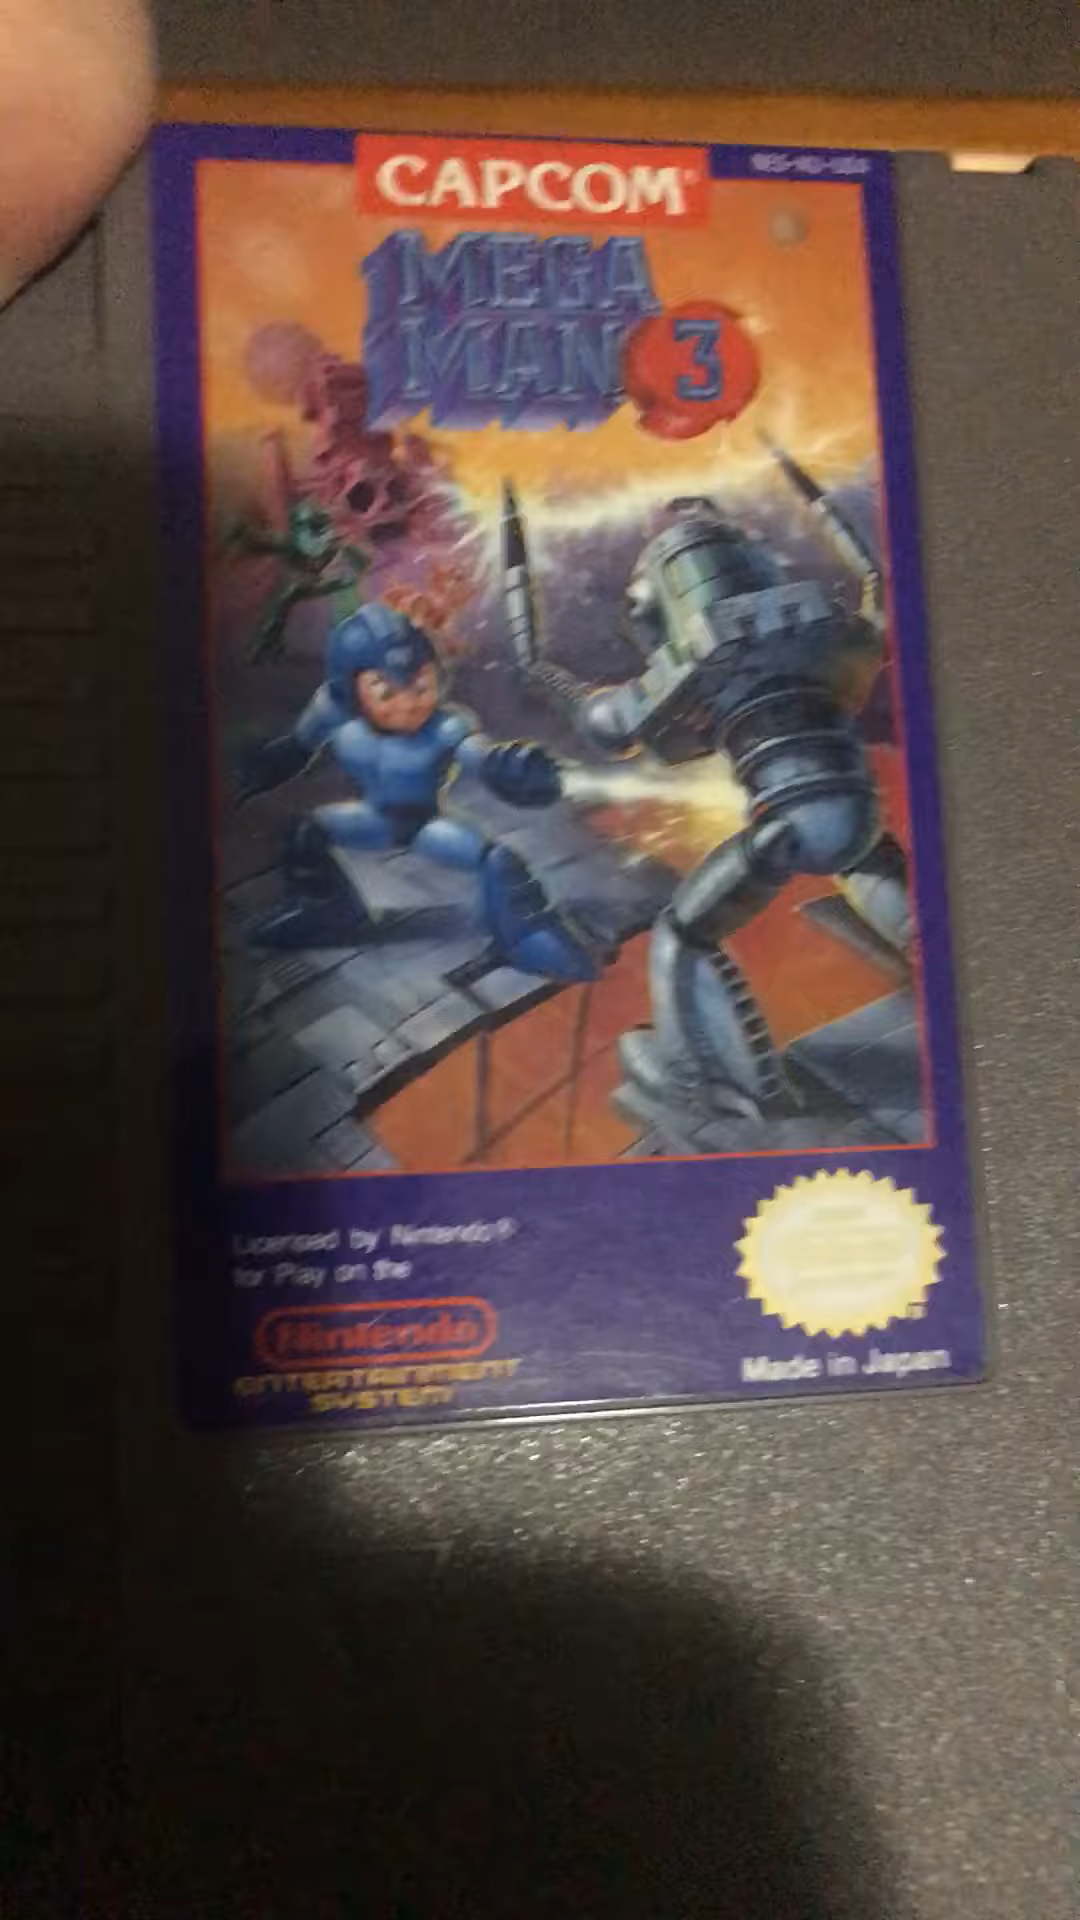 CAPCOM
MEGA
MAN 3
Licensed by Nintendo®
for Play on the
Nintendo
ENTERTAINMENT
SYSTEM
Made in Japan